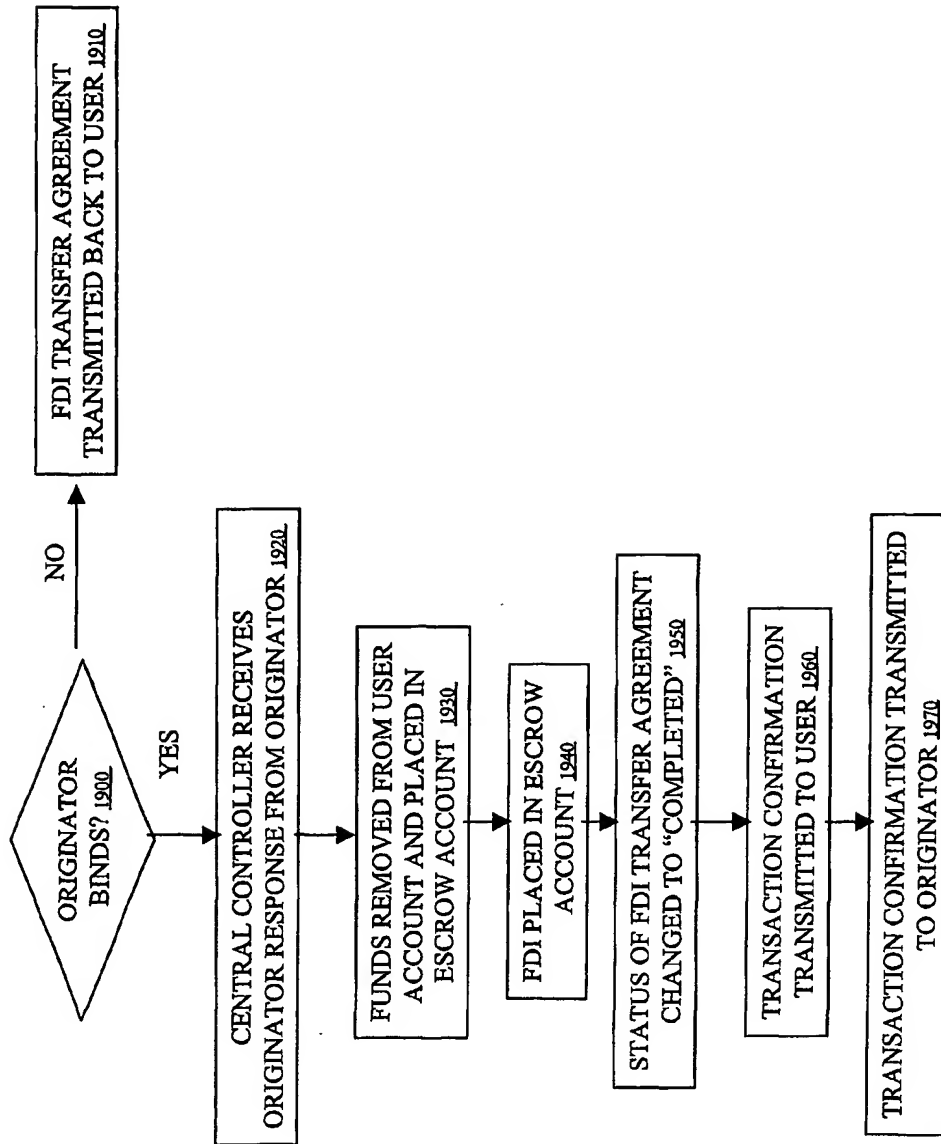 ORIGINATOR
BINDS? 1900
NO
FDI TRANSFER AGREEMENT
TRANSMITTED BACK TO USER 1910
YES
CENTRAL CONTROLLER RECEIVES
ORIGINATOR RESPONSE FROM ORIGINATOR 1920
FUNDS REMOVED FROM USER
ACCOUNT AND PLACED IN
ESCROW ACCOUNT 1930
FDI PLACED IN ESCROW
ACCOUNT 1940
STATUS OF FDI TRANSFER AGREEMENT
CHANGED TO “COMPLETED” 1950
TRANSACTION CONFIRMATION
TRANSMITTED TO USER 1960
TRANSACTION CONFIRMATION TRANSMITTED
TO ORIGINATOR 1970